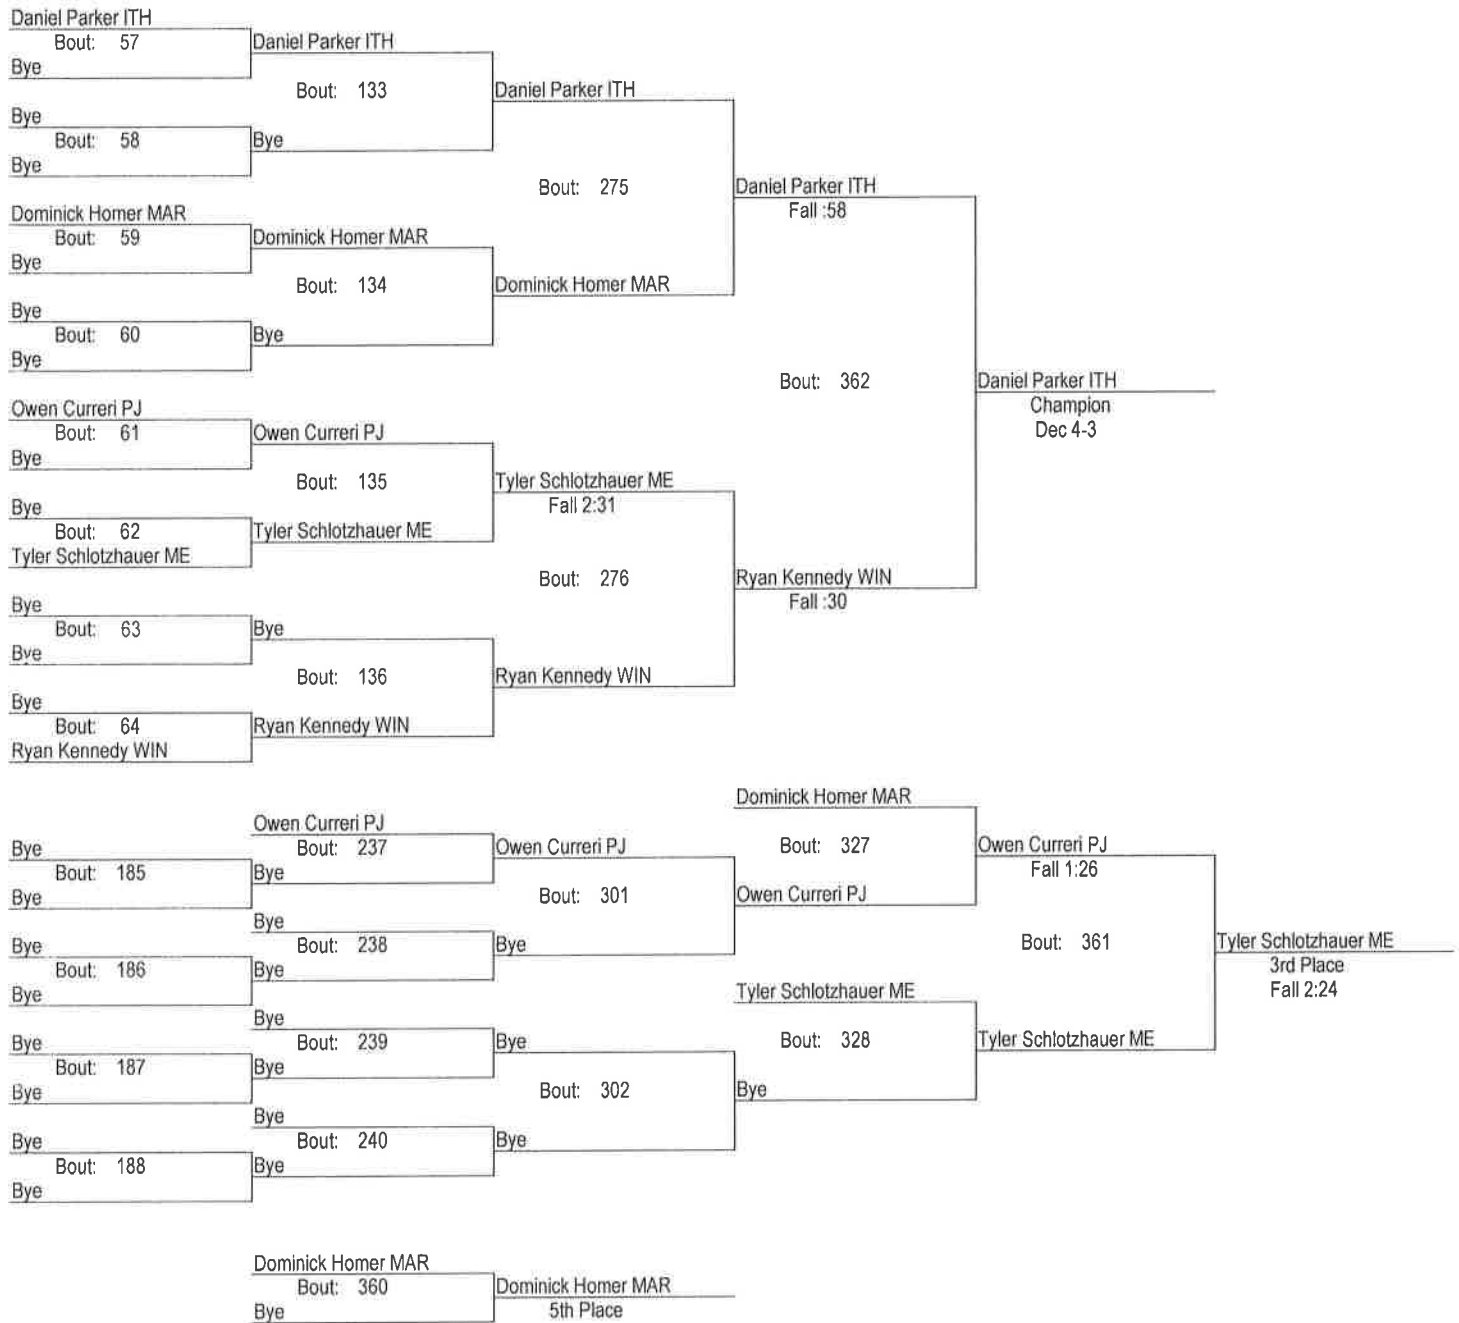 Daniel Parker ITH
Bout: 57
Bye
Daniel Parker ITH
Bout: 133
Bye
Bout: 58
Bye
Bye
Daniel Parker ITH
Bout: 275
Dominick Homer MAR
Bout: 59
Bye
Dominick Homer MAR
Bout: 134
Bye
Bout: 60
Bye
Bye
Dominick Homer MAR
Daniel Parker ITH
Fall :58
Bout: 362
Owen Curreri PJ
Bout: 61
Bye
Owen Curreri PJ
Bout: 135
Bye
Bout: 62
Tyler Schlotzhauer ME
Tyler Schlotzhauer ME
Tyler Schlotzhauer ME
Fall 2:31
Bout: 276
Bye
Bout: 63
Bye
Bye
Bout: 136
Bye
Bout: 64
Ryan Kennedy WIN
Ryan Kennedy WIN
Ryan Kennedy WIN
Ryan Kennedy WIN
Fall :30
Daniel Parker ITH
Champion
Dec 4-3
Bye
Bout: 185
Bye
Owen Curreri PJ
Bout: 237
Bye
Owen Curreri PJ
Bout: 301
Bye
Bout: 186
Bye
Bye
Bout: 238
Bye
Bye
Dominick Homer MAR
Bout: 327
Owen Curreri PJ
Owen Curreri PJ
Fall 1:26
Bout: 361
Bye
Bout: 187
Bye
Bye
Bout: 239
Bye
Bye
Bout: 302
Bye
Bout: 188
Bye
Bye
Bout: 240
Bye
Bye
Tyler Schlotzhauer ME
Bout: 328
Bye
Tyler Schlotzhauer ME
Tyler Schlotzhauer ME
3rd Place
Fall 2:24
Dominick Homer MAR
Bout: 360
Bye
Dominick Homer MAR
5th Place